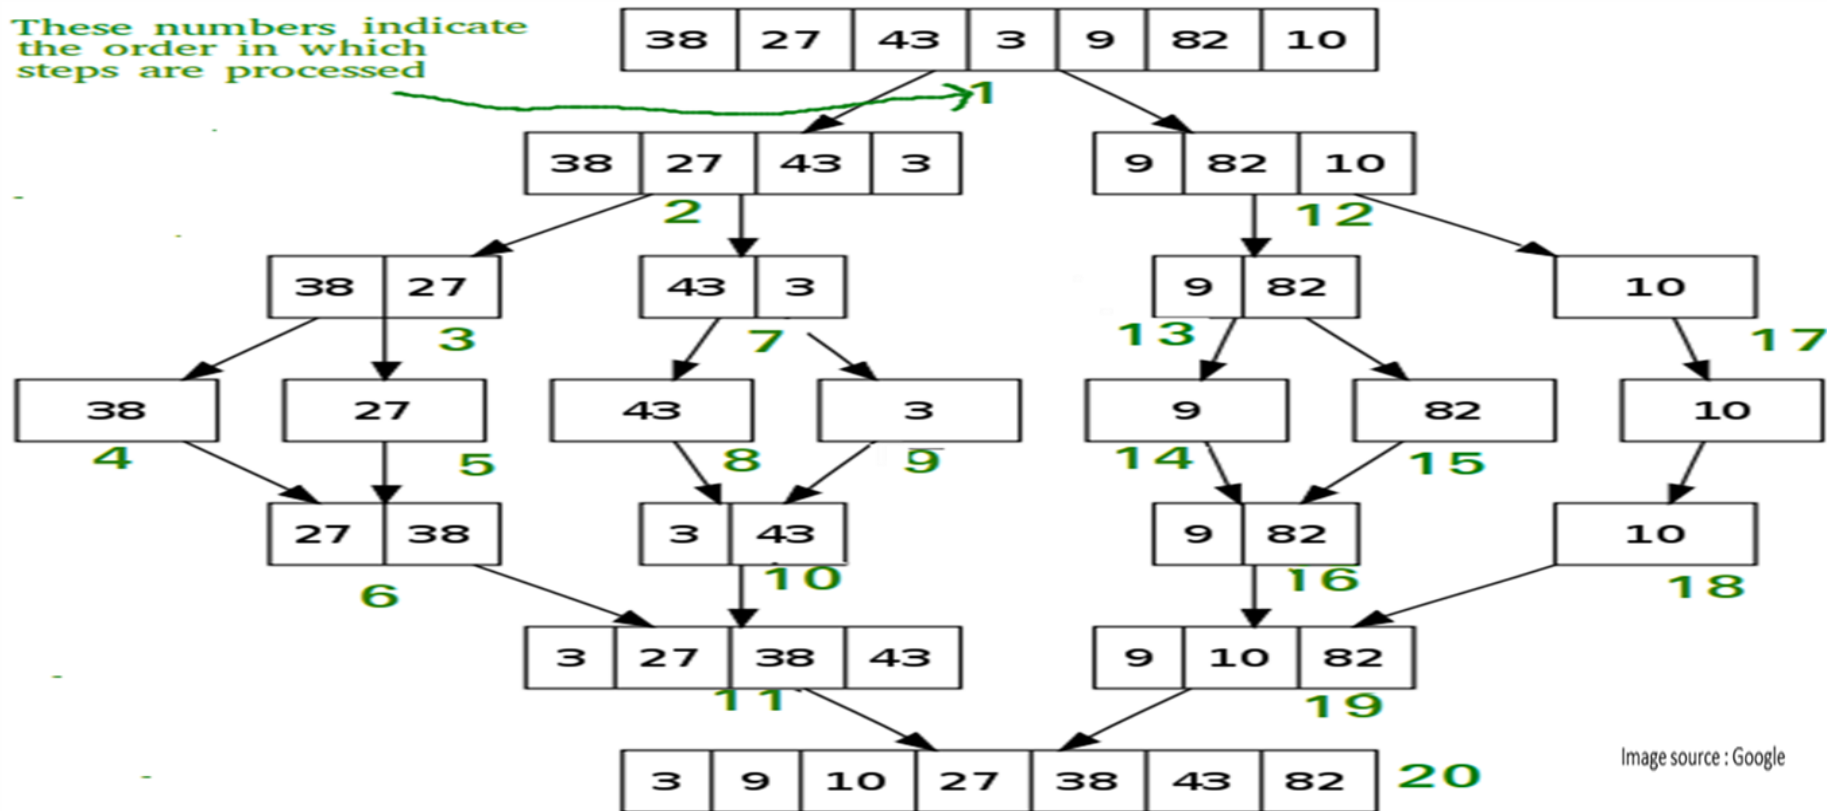 These numbers indicate
the order in which
steps are processed
38 27 43 3 9 82 10
1
38 27 43 3 9 82 10
2 12
38 27 43 3 9 82 10
3 7 13 17
38 27 43 3 9 82 10
4 5 8 9 14 15
27 38 3 43 9 82 10
6 10 16 18
3 27 38 43 9 10 82
11 19
Image source : Google
3 9 10 27 38 43 82 20